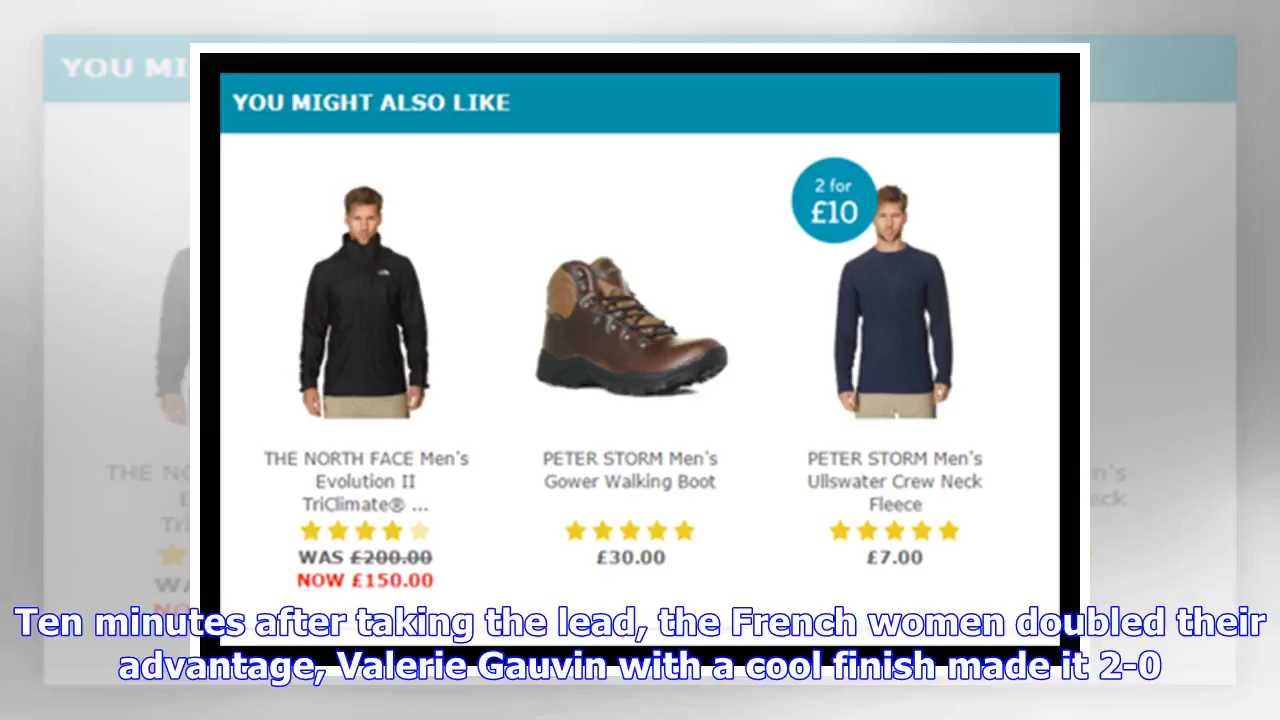 YOU MI
YOU MIGHT ALSO LIKE
2 for
£10
THE NORTH FACE Men's
Evolution II
TriClimate® ...
WAS £200.00
NOW £150.00
PETER STORM Men's
Gower Walking Boot
£30.00
PETER STORM Men's
Ullswater Crew Neck
Fleece
£7.00
Ten minutes after taking the lead, the French women doubled their
advantage, Valerie Gauvin with a cool finish made it 2-0